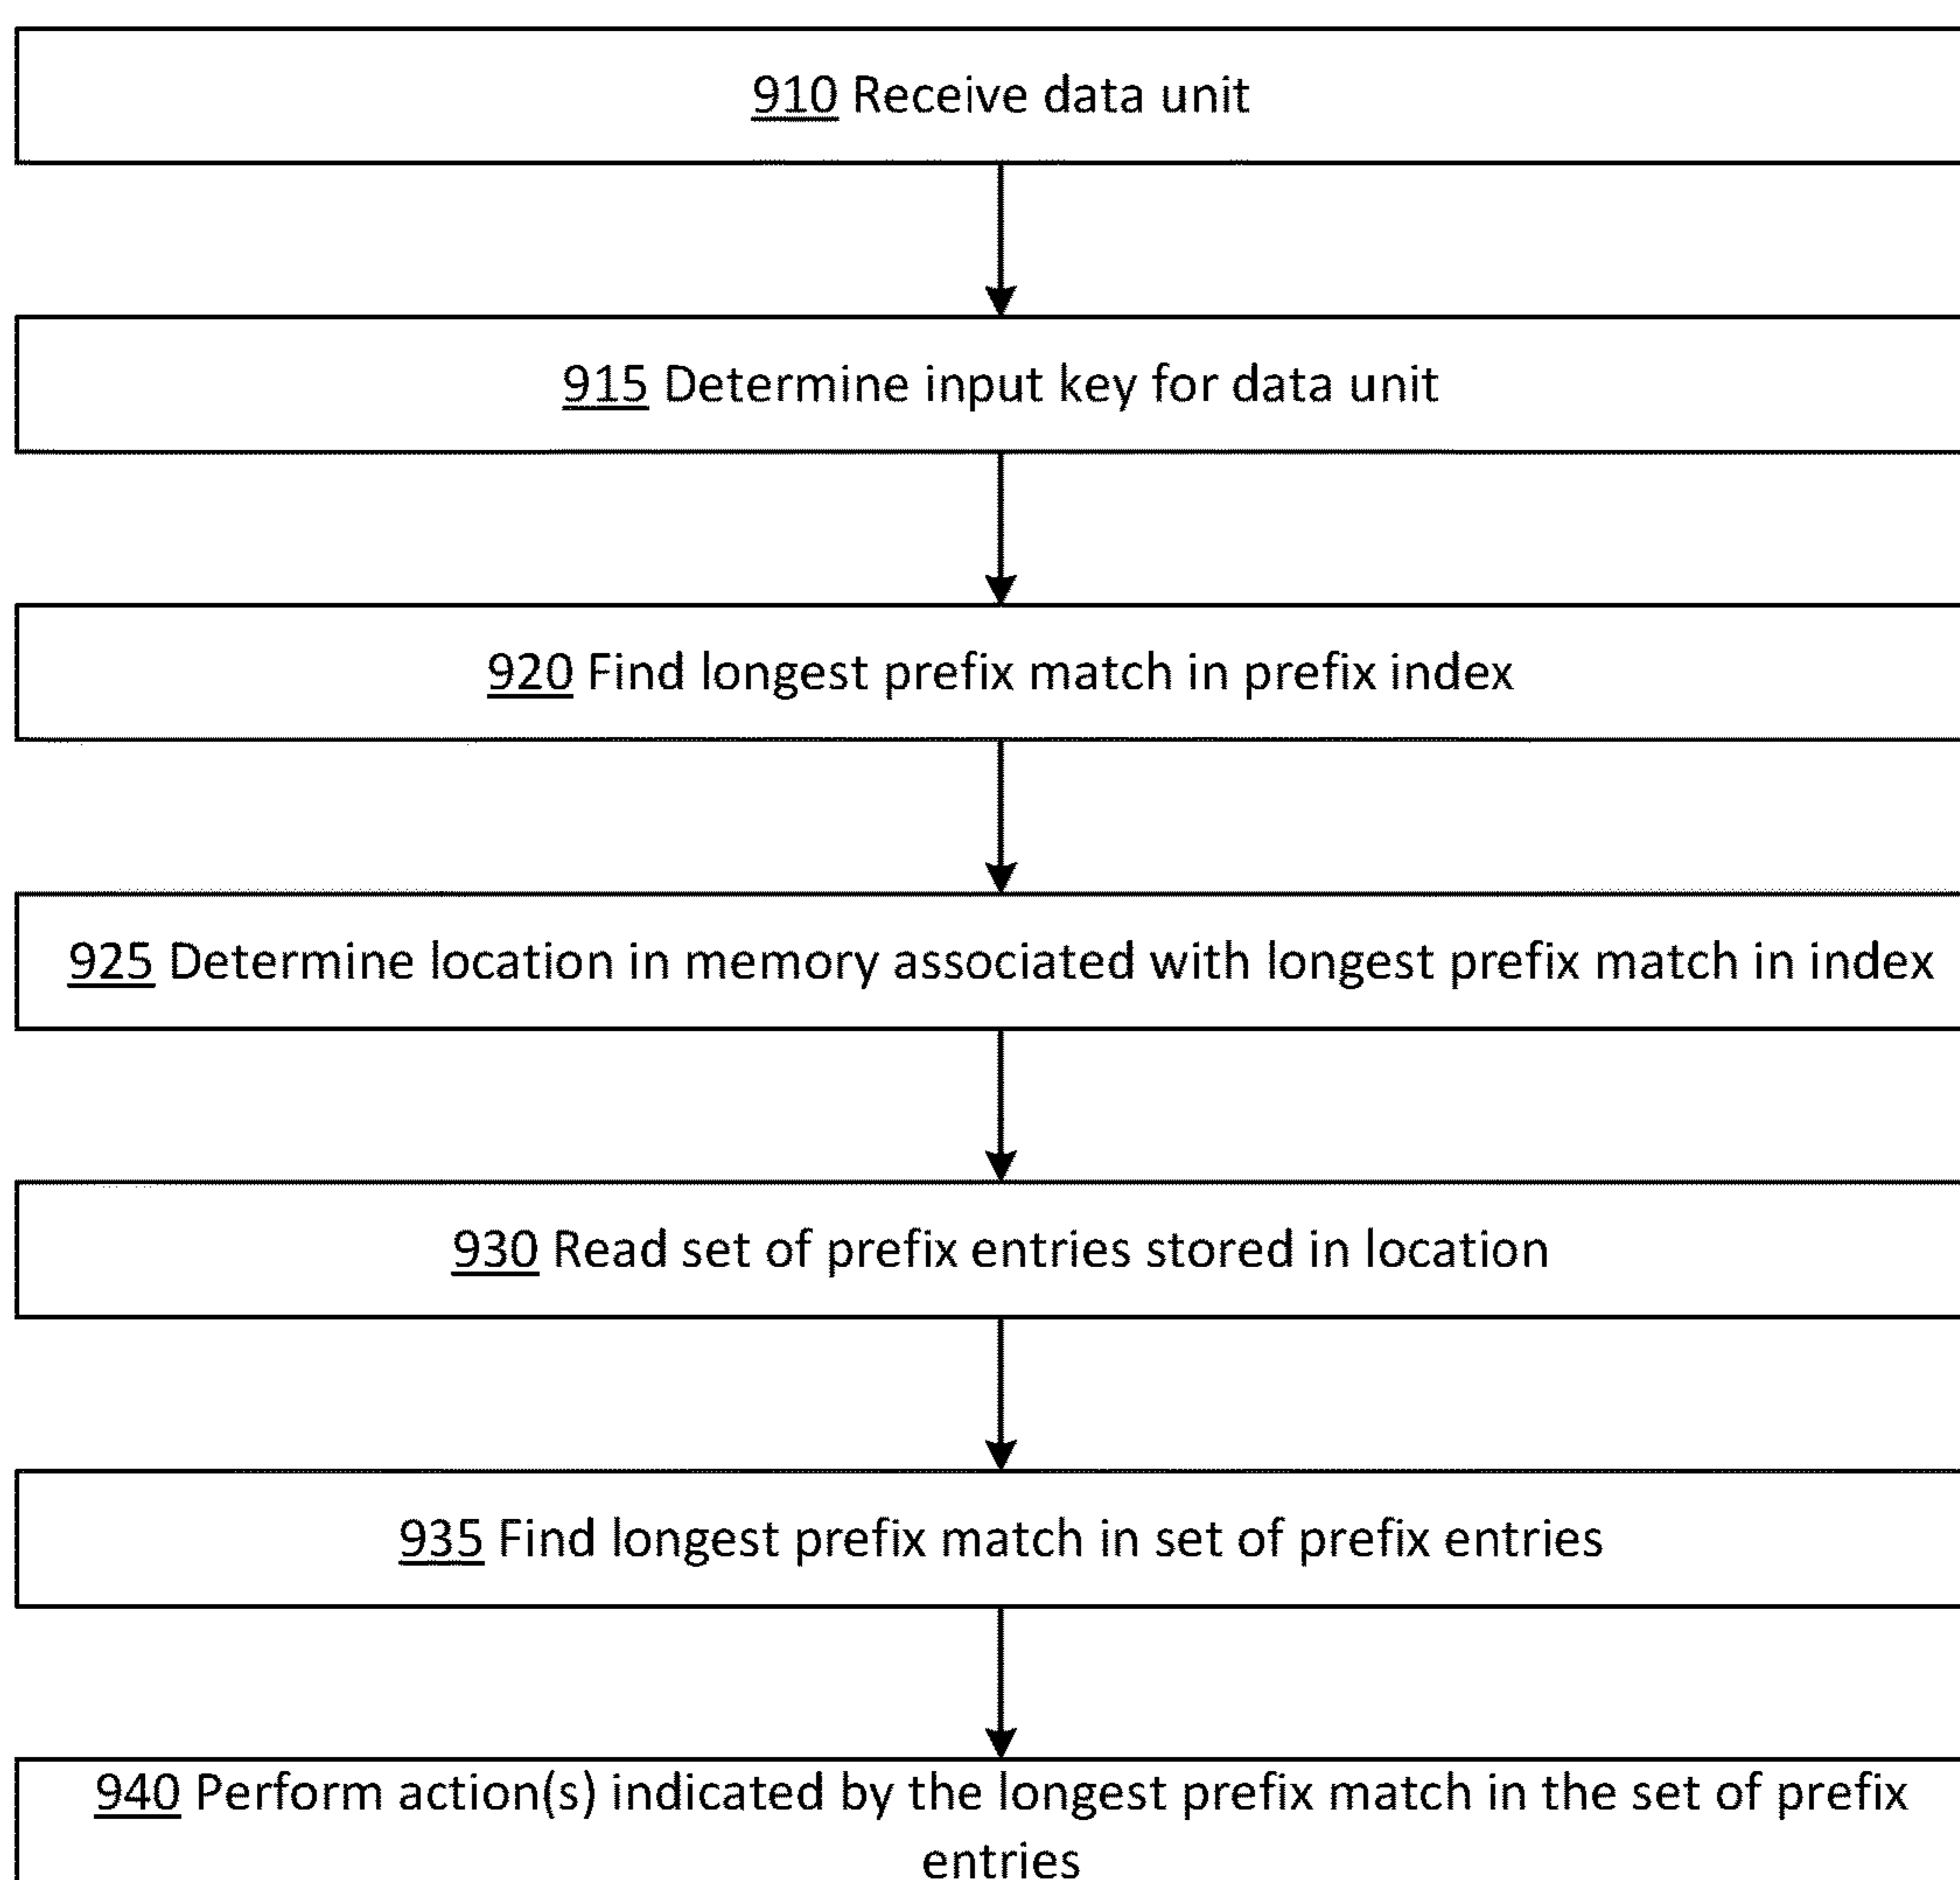 910 Receive data unit
915 Determine input key for data unit
920 Find longest prefix match in prefix index
925 Determine location in memory associated with longest prefix match in index
930 Read set of prefix entries stored in location
935 Find longest prefix match in set of prefix entries
940 Perform action(s) indicated by the longest prefix match in the set of prefix
entries